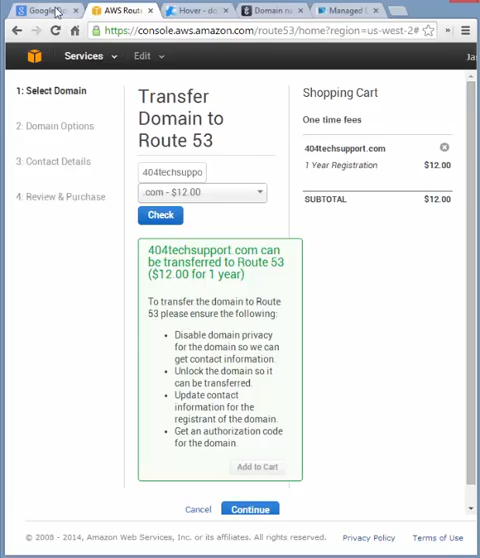 Google
AWS Rout
Hover - do
Domain na
Managed
https://console.aws.amazon.com/route53/home?region=us-west-2#
Services
Edit
1: Select Domain
2: Domain Options
3: Contact Details
4: Review & Purchase
Transfer
Domain to
Route 53
404techsuppo
.com - $12.00
Check
404techsupport.com can
be transferred to Route 53
($12.00 for 1 year)
To transfer the domain to Route
53 please ensure the following:
• Disable domain privacy
for the domain so we can
get contact information.
• Unlock the domain so it
can be transferred.
• Update contact
information for the
registrant of the domain.
• Get an authorization code
for the domain.
Add to Cart
Cancel
Continue
Shopping Cart
One time fees
404techsupport.com
1 Year Registration $12.00
SUBTOTAL $12.00
© 2008 - 2014, Amazon Web Services, Inc. or its affiliates. All rights reserved.
Privacy Policy
Terms of Use